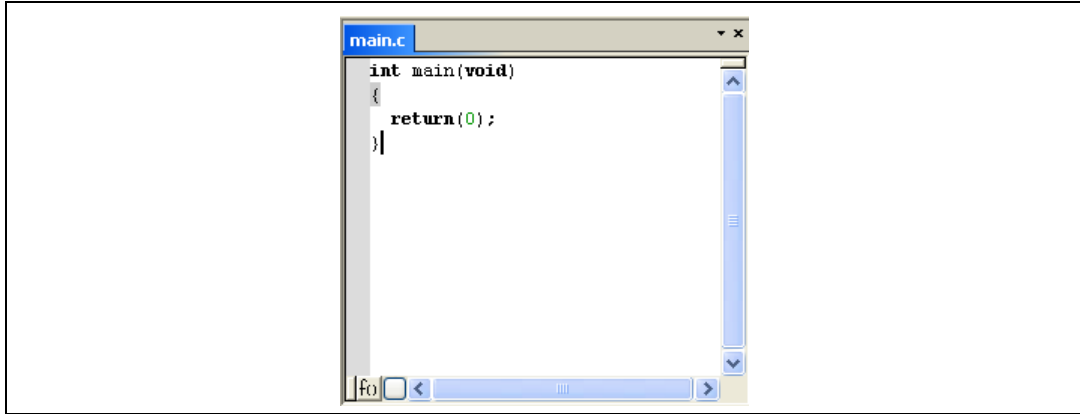 main.c
int main(void)
{
return(0);
}
f()